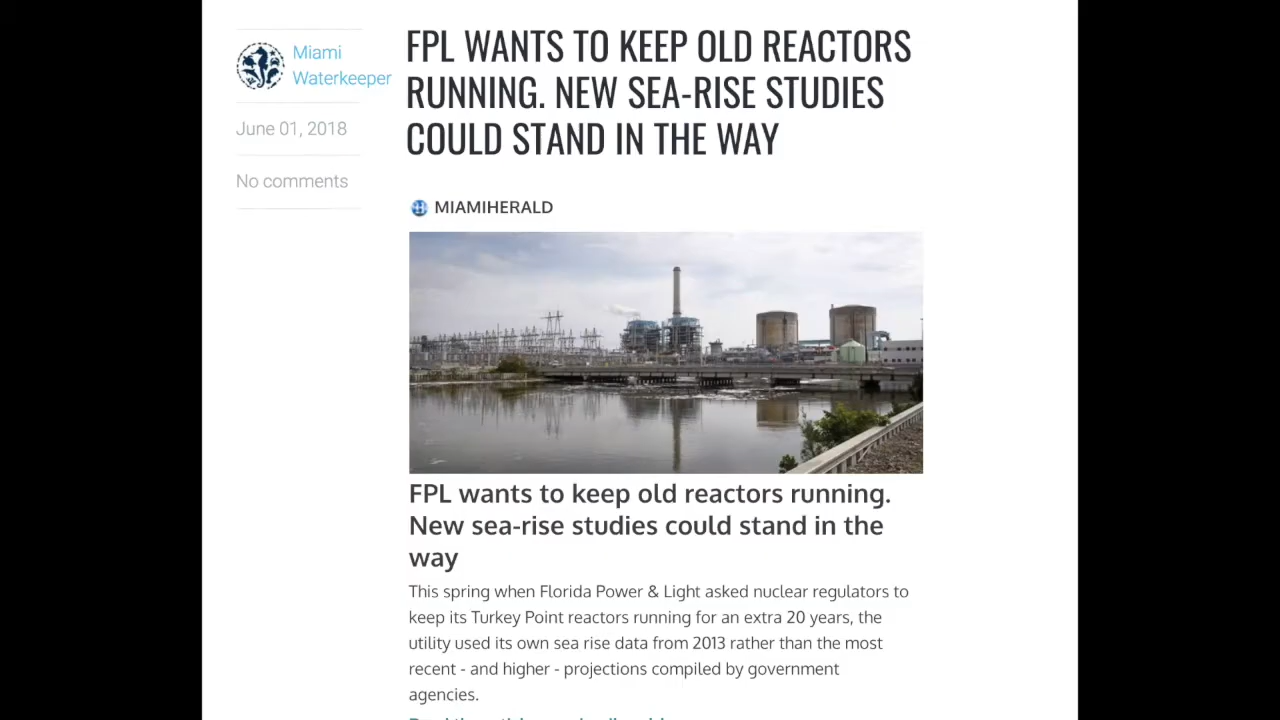 Miami
Waterkeeper
June 01, 2018
No comments
FPL WANTS TO KEEP OLD REACTORS
RUNNING. NEW SEA-RISE STUDIES
COULD STAND IN THE WAY
MIAMIHERALD
FPL wants to keep old reactors running.
New sea-rise studies could stand in the
way
This spring when Florida Power & Light asked nuclear regulators to
keep its Turkey Point reactors running for an extra 20 years, the
utility used its own sea rise data from 2013 rather than the most
recent - and higher - projections compiled by government
agencies.